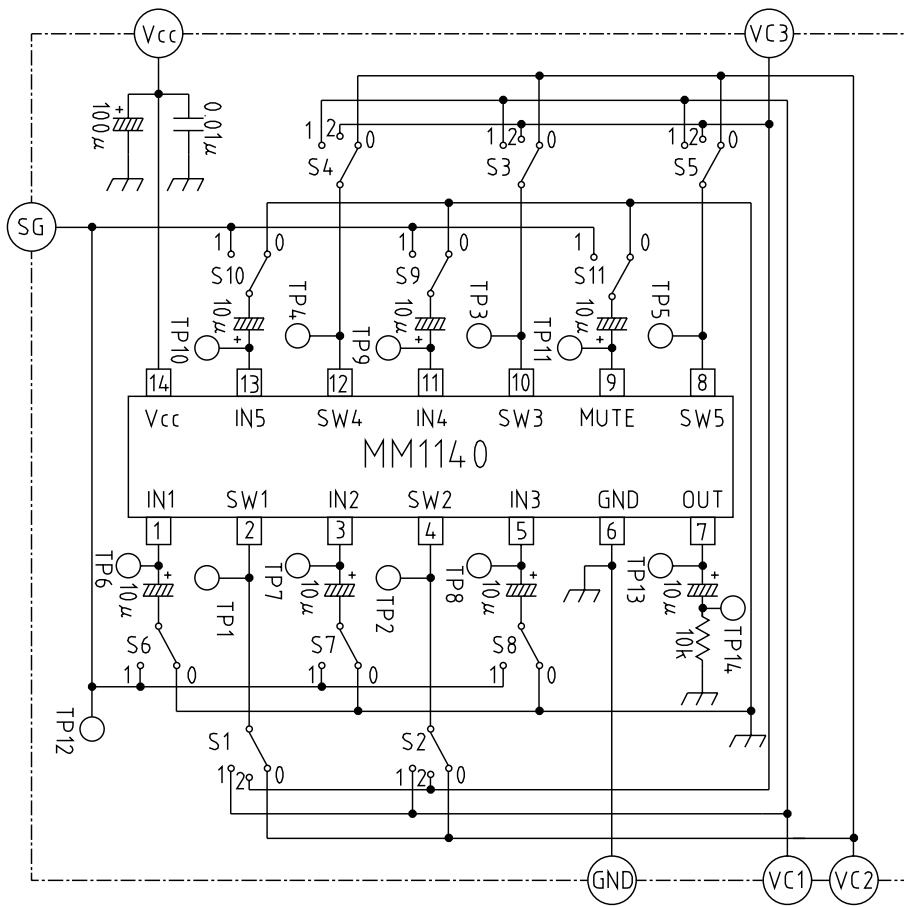 Vcc
VC3
100μ
0.01μ
1 2 0
S4
1 2 0
S3
1 2 0
S5
SG
1 0
S10
1 0
S9
1 0
S11
10μ
TP4
10μ
TP3
10μ
TP5
TP10
TP9
TP11
+
14 13 12 11 10 9 8
Vcc IN5 SW4 IN4 SW3 MUTE SW5
MM1140
IN1 SW1 IN2 SW2 IN3 GND OUT
1 2 3 4 5 6 7
TP6
10μ
TP1
TP7
10μ
TP2
TP8
10μ
TP13
10μ
10k
TP14
S6
1 0
S7
1 0
S8
1 0
TP12
S1
1 2 0
S2
1 2 0
GND
VC1
VC2